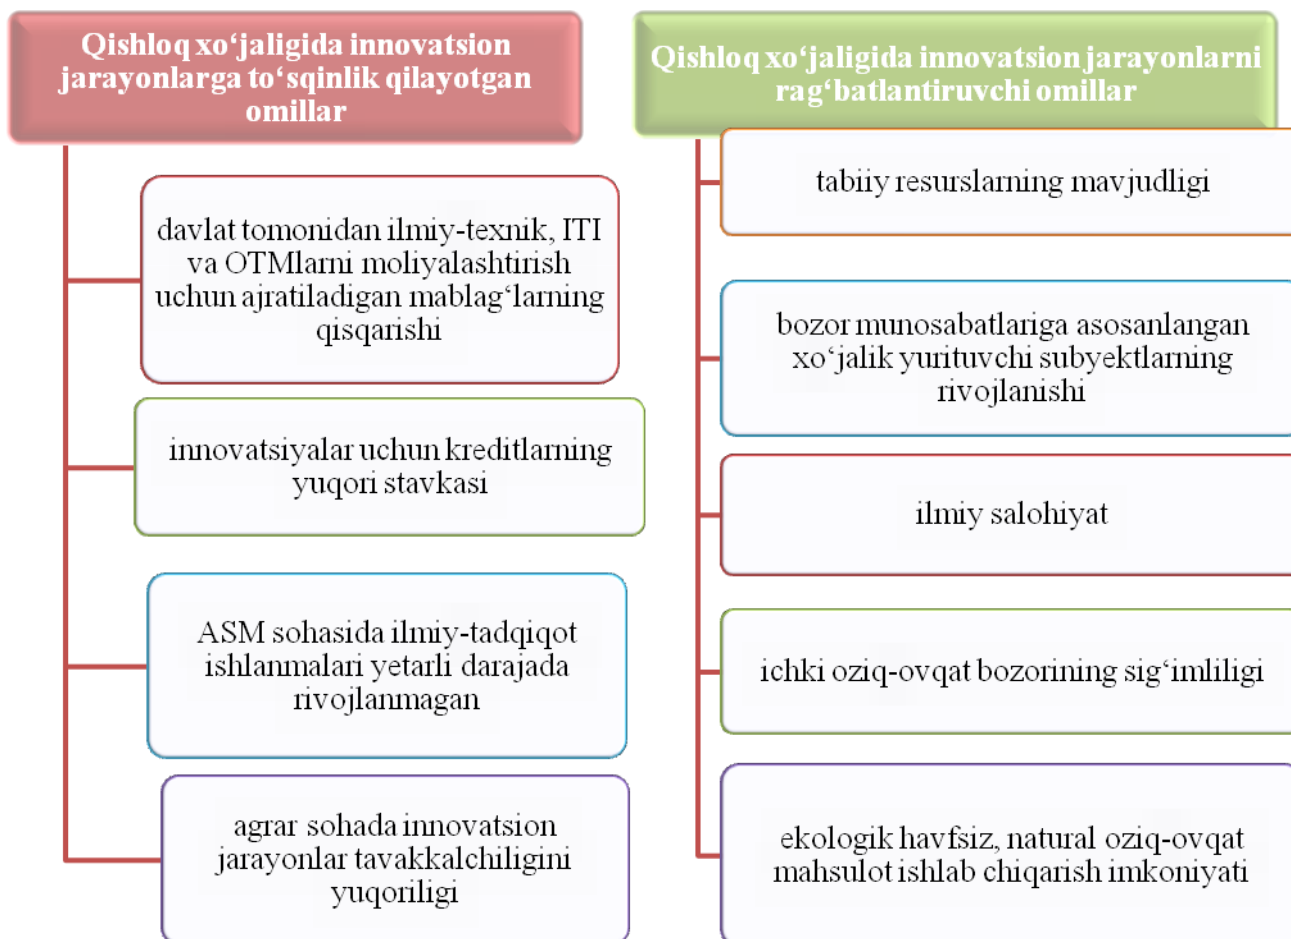 Qishloq xo‘jaligida innovatsion
jarayonlarga to‘sqinlik qilayotgan
omillar
davlat tomonidan ilmiy-texnik, ITI
va OTMlarni moliyalashtirish
uchun ajratiladigan mablag‘larning
qisqarishi
innovatsiyalar uchun kreditlarning
yuqori stavkasi
ASM sohasida ilmiy-tadqiqot
ishlanmalari yetarli darajada
rivojlanmagan
agrar sohada innovatsion
jarayonlar tavakkalchiligini
yuqoriligi
Qishloq xo‘jaligida innovatsion jarayonlarni
rag‘batlantiruvchi omillar
tabiiy resurslarning mavjudligi
bozor munosabatlariga asosanlangan
xo‘jalik yurituvchi subyektlarning
rivojlanishi
ilmiy salohiyat
ichki oziq-ovqat bozorining sig‘imliligi
ekologik havfsiz, natural oziq-ovqat
mahsulot ishlab chiqarish imkoniyati